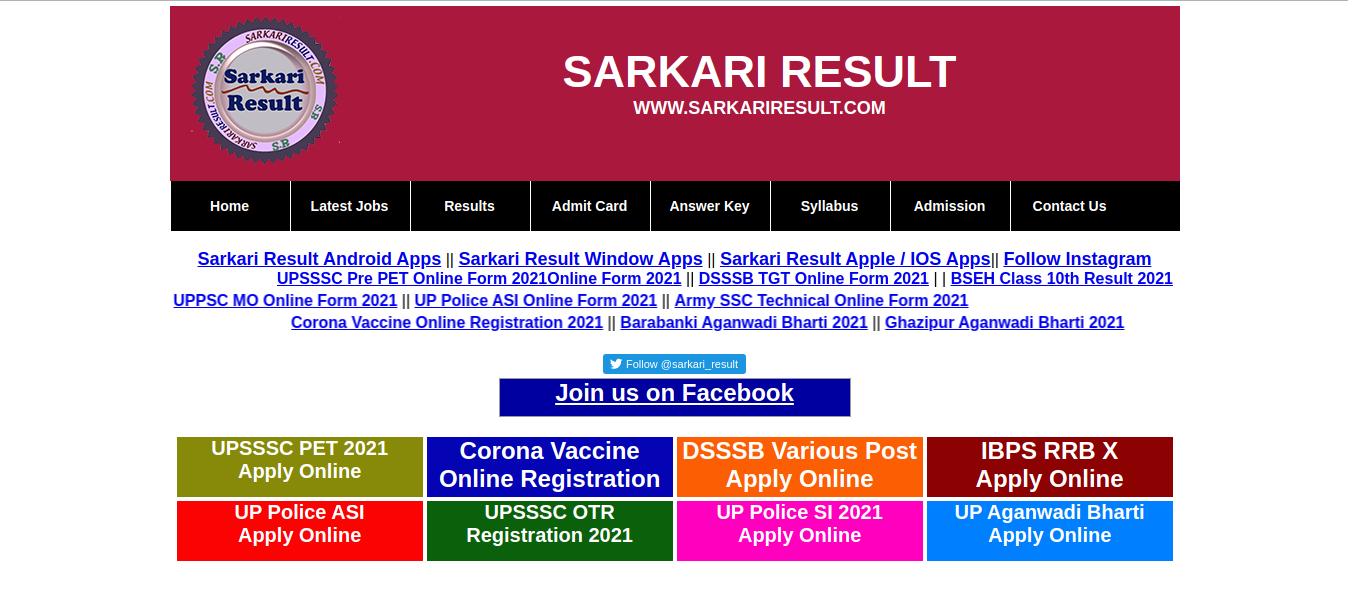 SARKARIRESULT.COM
S.R
Sarkari
Result
SARKARIRESULT.COM
S.R
S.R
SARKARI RESULT
WWW.SARKARIRESULT.COM
Home Latest Jobs Results Admit Card Answer Key Syllabus Admission Contact Us
Sarkari Result Android Apps || Sarkari Result Window Apps || Sarkari Result Apple / IOS Apps|| Follow Instagram
UPSSSC Pre PET Online Form 2021Online Form 2021 || DSSSB TGT Online Form 2021 | | BSEH Class 10th Result 2021
UPPSC MO Online Form 2021 || UP Police ASI Online Form 2021 || Army SSC Technical Online Form 2021
Corona Vaccine Online Registration 2021 || Barabanki Aganwadi Bharti 2021 || Ghazipur Aganwadi Bharti 2021
Follow @sarkari_result
Join us on Facebook
UPSSSC PET 2021
Apply Online
Corona Vaccine
Online Registration
DSSSB Various Post
Apply Online
IBPS RRB X
Apply Online
UP Police ASI
Apply Online
UPSSSC OTR
Registration 2021
UP Police SI 2021
Apply Online
UP Aganwadi Bharti
Apply Online